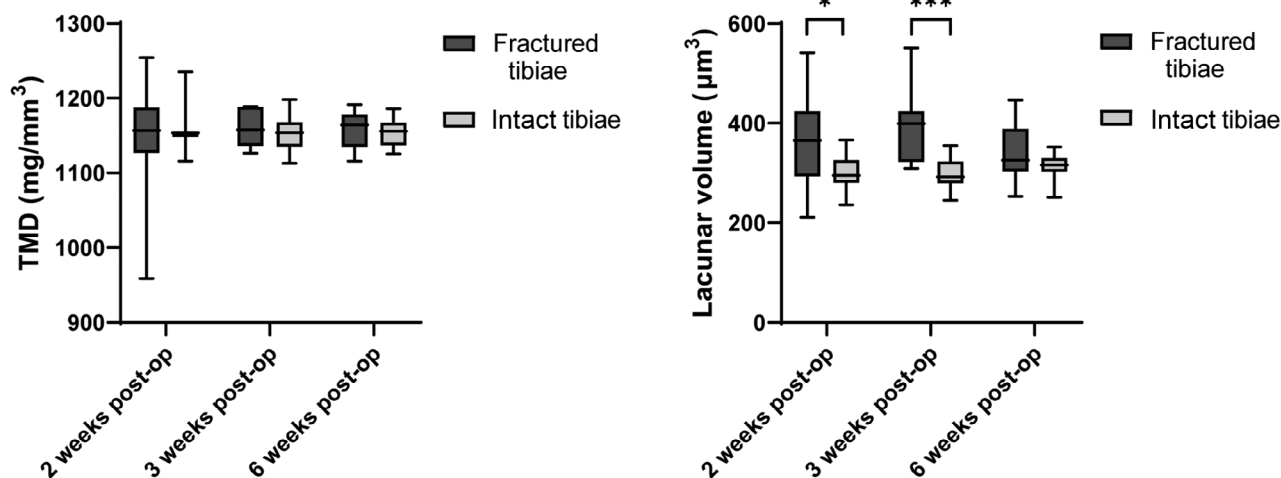 1300
1200
1100
1000
900
TMD (mg/mm³)
2 weeks post-op
3 weeks post-op
6 weeks post-op
Fractured
tibiae
Intact tibiae
* ***
600
400
200
0
Lacunar volume (µm³)
2 weeks post-op
3 weeks post-op
6 weeks post-op
Fractured
tibiae
Intact tibiae